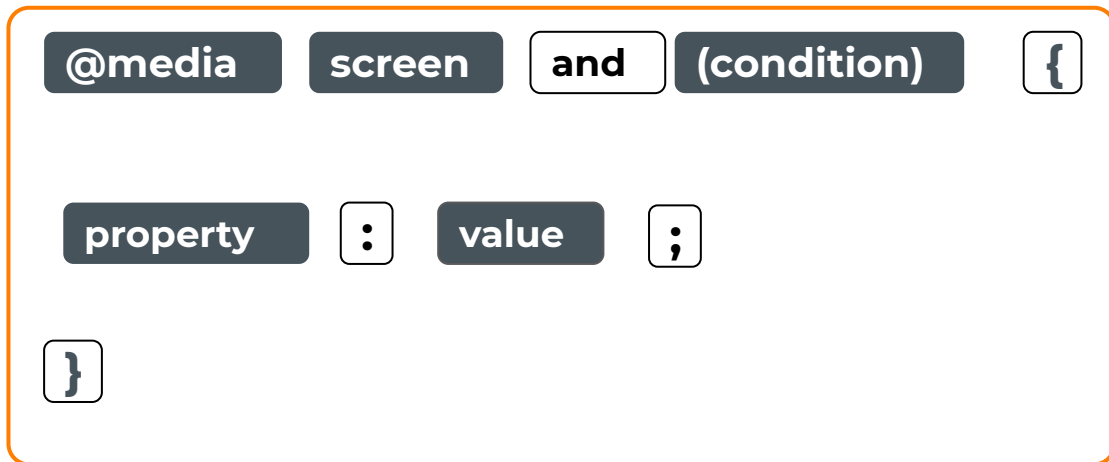 @media screen and (condition) {
property : value ;
}